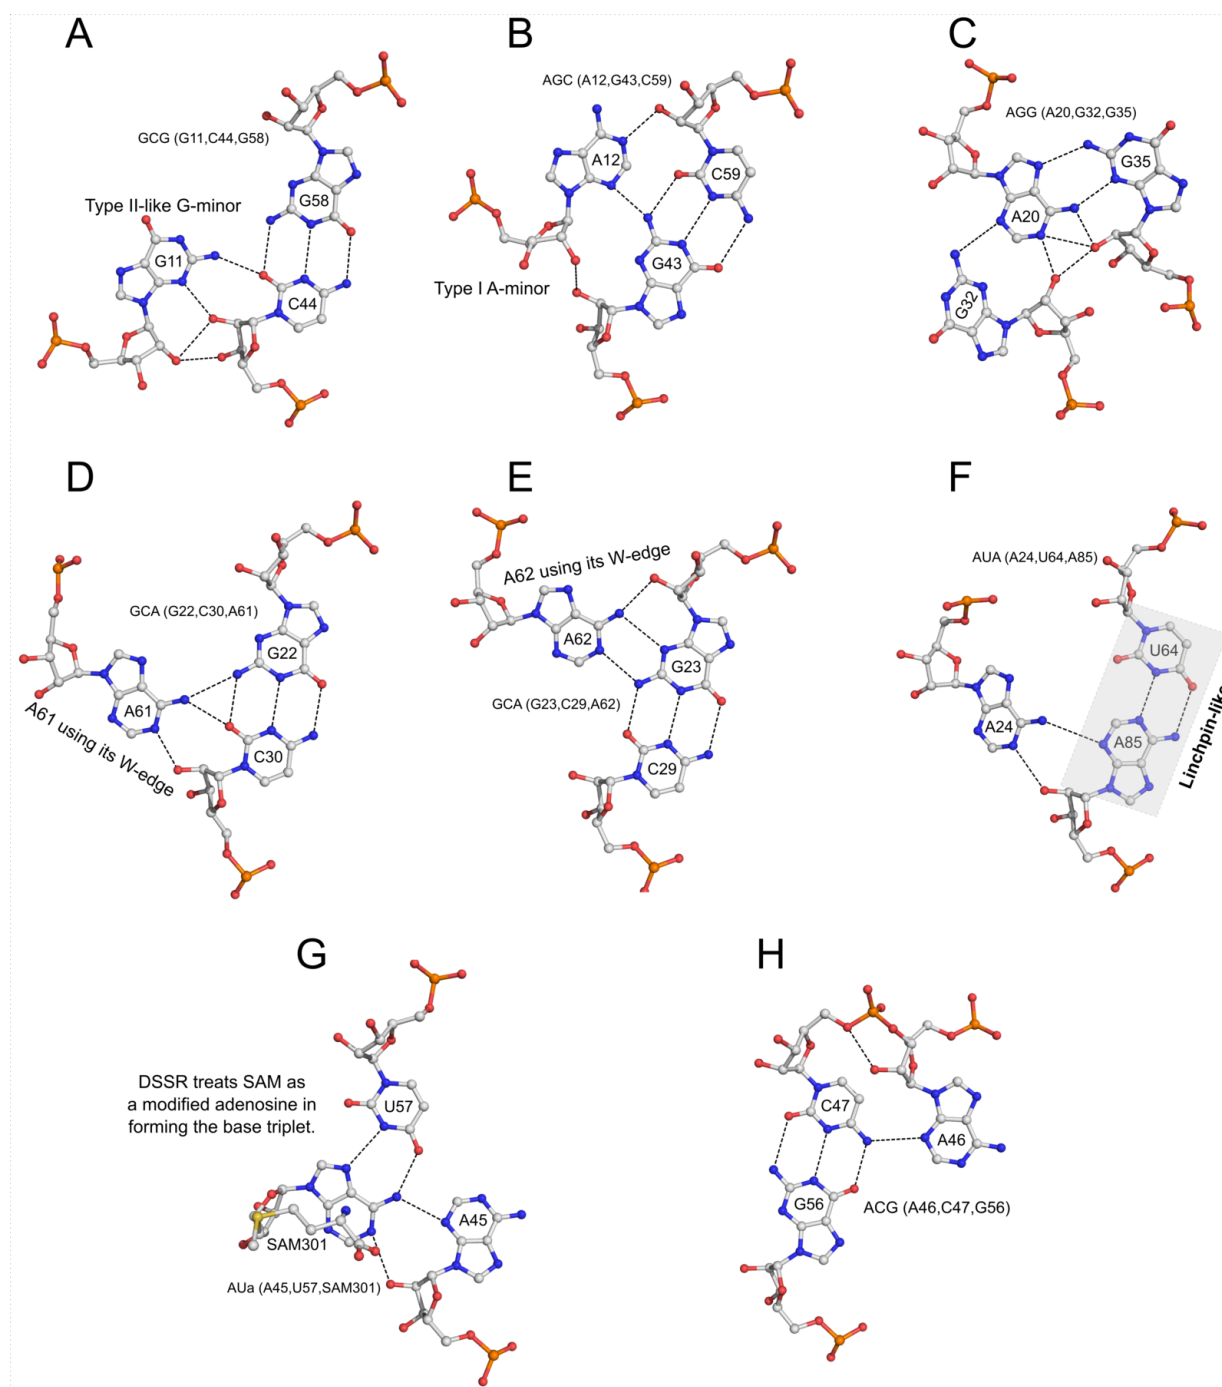 A
GCG (G11,C44,G58)
G58
Type II-like G-minor
G11
C44
B
AGC (A12,G43,C59)
A12
C59
G43
Type I A-minor
C
AGG (A20,G32,G35)
G35
A20
G32
D
GCA (G22,C30,A61)
G22
A61
A61 using its W-edge
C30
E
A62 using its W-edge
A62
G23
GCA (G23,C29,A62)
C29
F
AUA (A24,U64,A85)
U64
A24
A85
Linchpin-like
G
DSSR treats SAM as
a modified adenosine in
forming the base triplet.
U57
A45
SAM301
AUa (A45,U57,SAM301)
H
C47
A46
G56
ACG (A46,C47,G56)